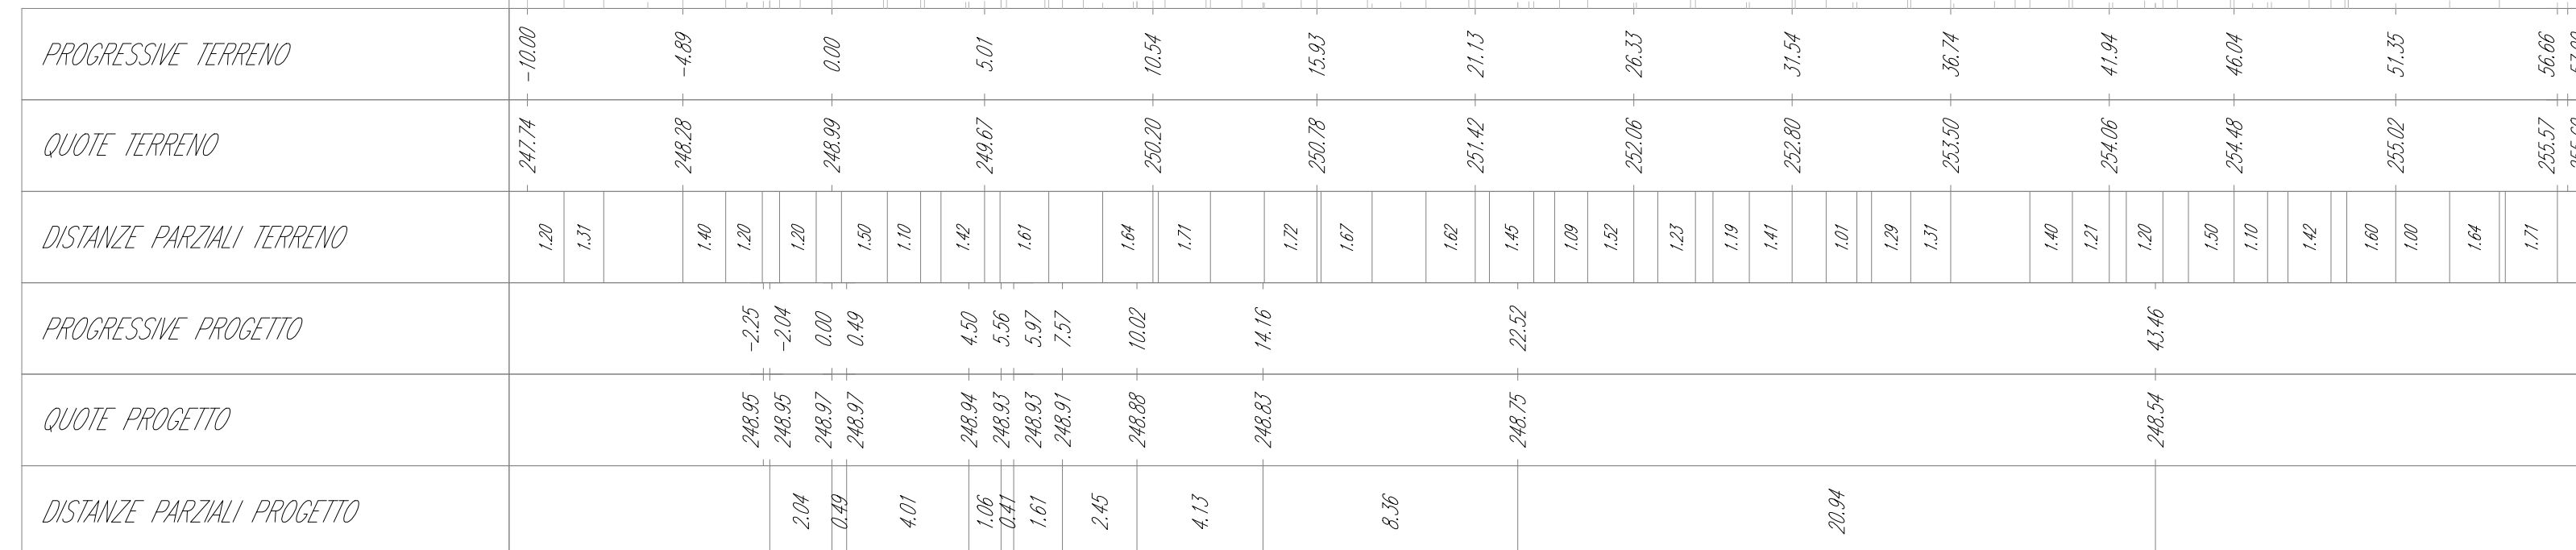 PROGRESSIVE TERRENO -10.00 -4.89 0.00 5.01 10.54 15.93 21.13 26.33 31.54 36.74 41.94 46.04 51.35 56.66
QUOTE TERRENO 247.74 248.28 248.99 249.67 250.20 250.78 251.42 252.06 252.80 253.50 254.06 254.48 255.02 255.57
DISTANZE PARZIALI TERRENO 1.20 1.31 1.40 1.20 1.20 1.50 1.10 1.42 1.61 1.64 1.71 1.72 1.67 1.62 1.45 1.09 1.52 1.23 1.19 1.41 1.01 1.29 1.31 1.40 1.21 1.20 1.50 1.10 1.42 1.60 1.00 1.64 1.71
PROGRESSIVE PROGETTO -2.25 -2.04 0.00 0.49 4.50 5.56 5.97 7.57 10.02 14.16 22.52 43.46
QUOTE PROGETTO 248.95 248.95 248.97 248.97 248.94 248.93 248.93 248.91 248.88 248.83 248.75 248.54
DISTANZE PARZIALI PROGETTO 2.04 0.49 4.01 1.06 0.41 1.61 2.45 4.13 8.36 20.94